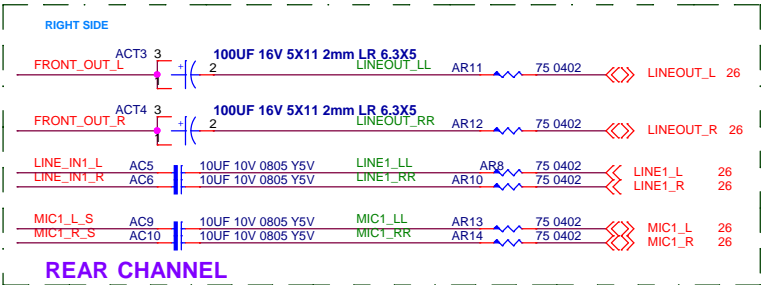 RIGHT SIDE
ACT3 3 100UF 16V 5X11 2mm LR 6.3X5
FRONT_OUT_L 1 + 2 LINEOUT_LL AR11 75 0402 LINEOUT_L 26
ACT4 3 100UF 16V 5X11 2mm LR 6.3X5
FRONT_OUT_R 1 + 2 LINEOUT_RR AR12 75 0402 LINEOUT_R 26
LINE_IN1_L AC5 10UF 10V 0805 Y5V LINE1_LL AR8 75 0402 LINE1_L 26
LINE_IN1_R AC6 10UF 10V 0805 Y5V LINE1_RR AR10 75 0402 LINE1_R 26
MIC1_L_S AC9 10UF 10V 0805 Y5V MIC1_LL AR13 75 0402 MIC1_L 26
MIC1_R_S AC10 10UF 10V 0805 Y5V MIC1_RR AR14 75 0402 MIC1_R 26
REAR CHANNEL